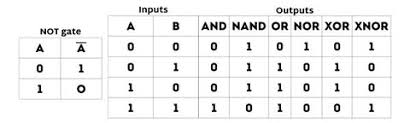 Inputs Outputs
NOT gate
A A̅
0 1
1 0
A B AND NAND OR NOR XOR XNOR
0 0 0 1 0 1 0 1
0 1 0 1 1 0 1 0
1 0 0 1 1 0 1 0
1 1 1 0 1 0 0 1